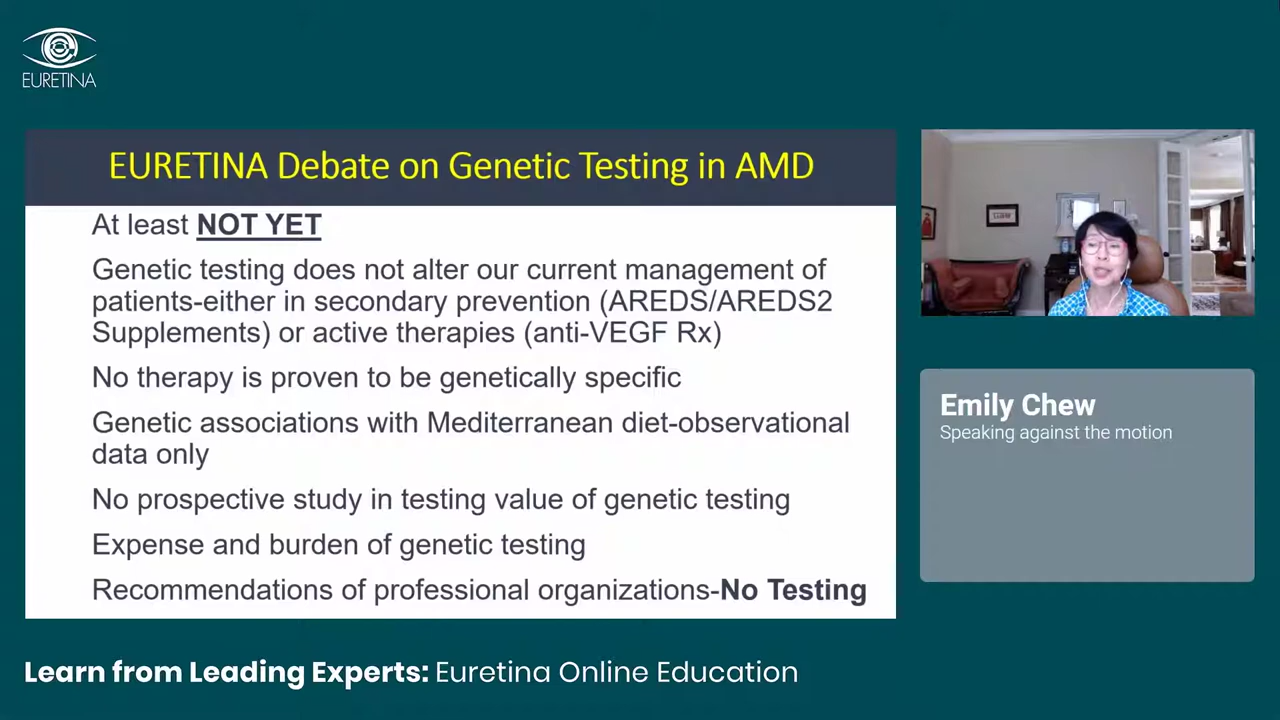 EURETINA
EURETINA Debate on Genetic Testing in AMD
At least NOT YET
Genetic testing does not alter our current management of
patients-either in secondary prevention (AREDS/AREDS2
Supplements) or active therapies (anti-VEGF Rx)
No therapy is proven to be genetically specific
Genetic associations with Mediterranean diet-observational
data only
No prospective study in testing value of genetic testing
Expense and burden of genetic testing
Recommendations of professional organizations-No Testing
Emily Chew
Speaking against the motion
Learn from Leading Experts: Euretina Online Education